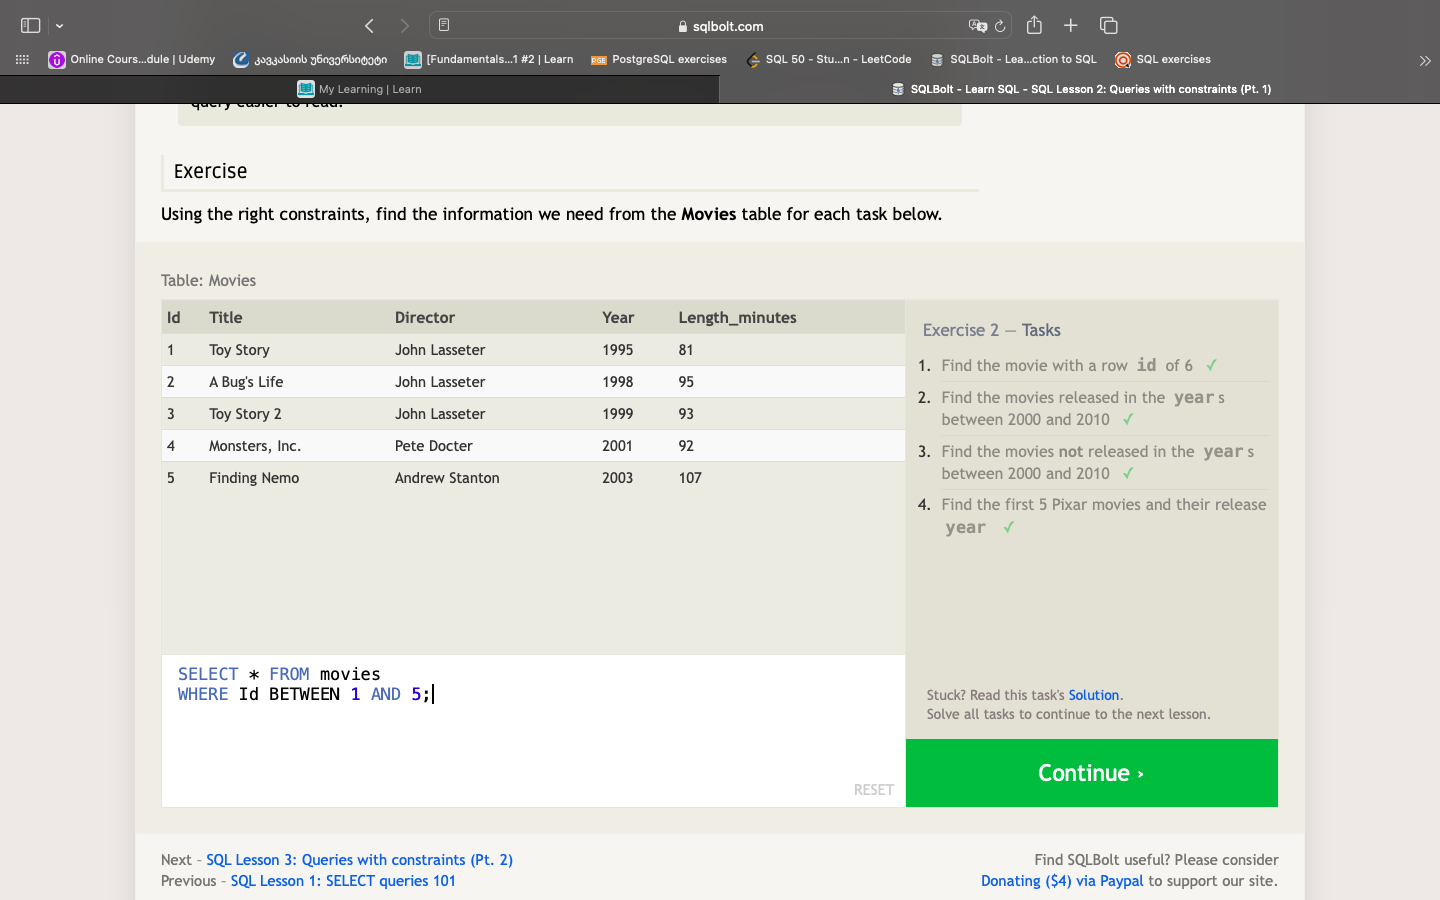 sqlbolt.com
Online Cours...dule | Udemy
კავკასიის უნივერსიტეტი
[Fundamentals...1 #2 | Learn
PGE PostgreSQL exercises
SQL 50 - Stu...n - LeetCode
SQLBolt - Lea...ction to SQL
SQL exercises
My Learning | Learn
SQLBolt - Learn SQL - SQL Lesson 2: Queries with constraints (Pt. 1)
query easier to read.
Exercise
Using the right constraints, find the information we need from the Movies table for each task below.
Table: Movies
Id Title Director Year Length_minutes
1 Toy Story John Lasseter 1995 81
2 A Bug's Life John Lasseter 1998 95
3 Toy Story 2 John Lasseter 1999 93
4 Monsters, Inc. Pete Docter 2001 92
5 Finding Nemo Andrew Stanton 2003 107
SELECT * FROM movies
WHERE Id BETWEEN 1 AND 5;
RESET
Exercise 2 — Tasks
1. Find the movie with a row id of 6 ✓
2. Find the movies released in the year s
between 2000 and 2010 ✓
3. Find the movies not released in the year s
between 2000 and 2010 ✓
4. Find the first 5 Pixar movies and their release
year ✓
Stuck? Read this task's Solution.
Solve all tasks to continue to the next lesson.
Continue ›
Next – SQL Lesson 3: Queries with constraints (Pt. 2)
Previous – SQL Lesson 1: SELECT queries 101
Find SQLBolt useful? Please consider
Donating ($4) via Paypal to support our site.